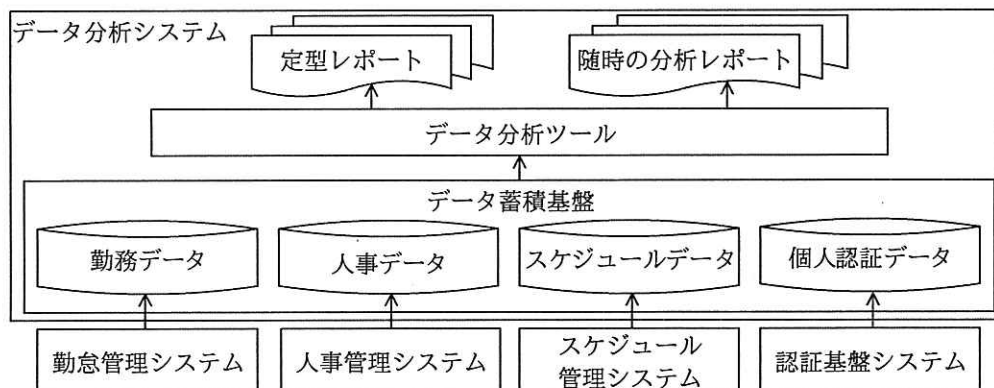 データ分析システム
定型レポート
随時の分析レポート
データ分析ツール
データ蓄積基盤
勤務データ
人事データ
スケジュールデータ
個人認証データ
勤怠管理システム
人事管理システム
スケジュール
管理システム
認証基盤システム